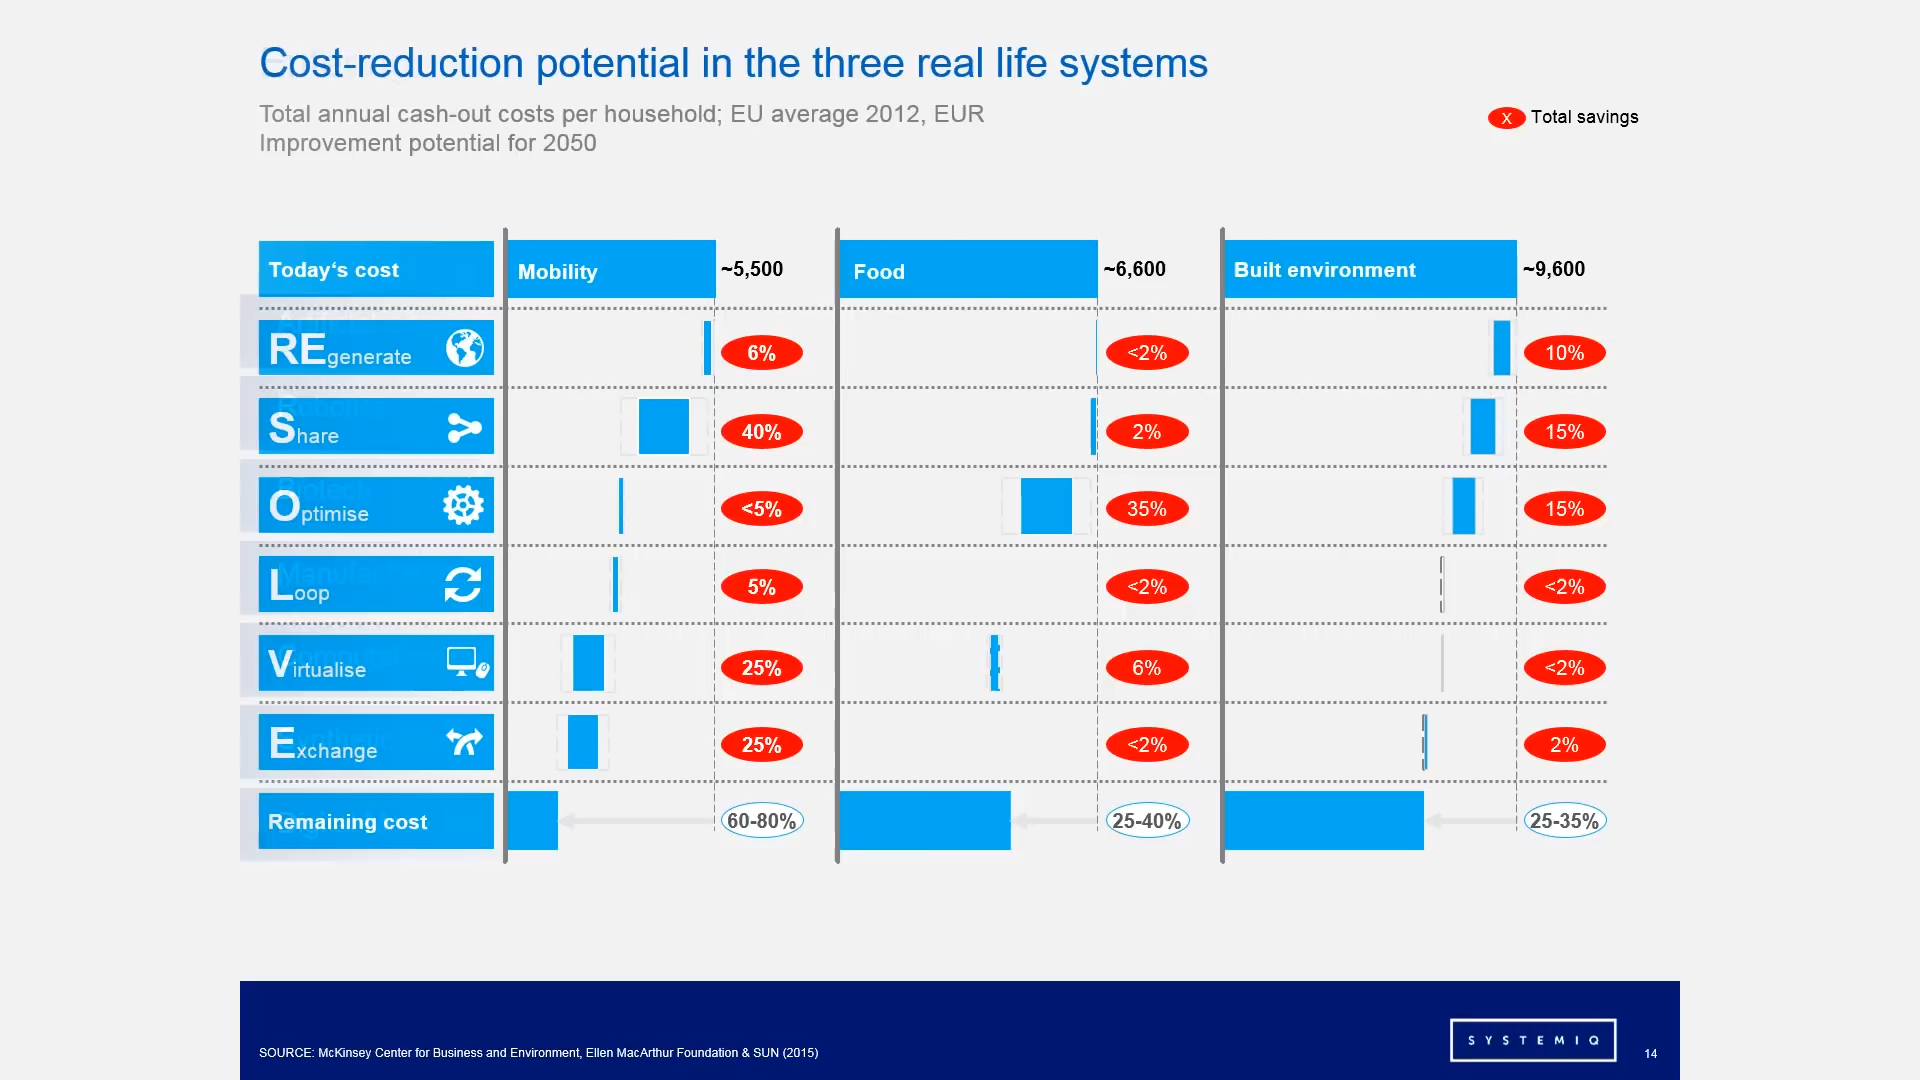 Cost-reduction potential in the three real life systems
Total annual cash-out costs per household; EU average 2012, EUR
Improvement potential for 2050
X Total savings
Today‘s cost Mobility ~5,500 Food ~6,600 Built environment ~9,600
REgenerate 6% <2% 10%
Share 40% 2% 15%
Optimise <5% 35% 15%
Loop 5% <2% <2%
Virtualise 25% 6% <2%
Exchange 25% <2% 2%
Remaining cost 60-80% 25-40% 25-35%
SOURCE: McKinsey Center for Business and Environment, Ellen MacArthur Foundation & SUN (2015)
SYSTEMIQ
14